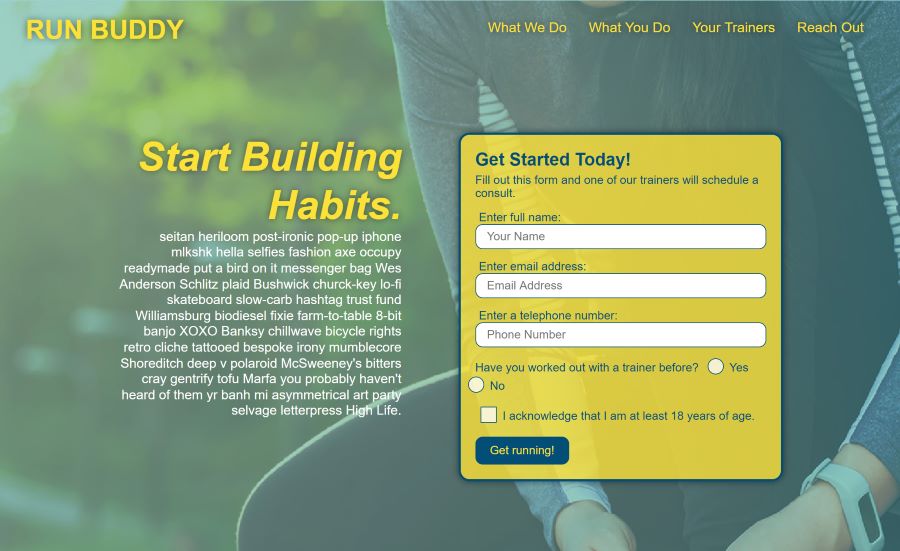 RUN BUDDY
What We Do What You Do Your Trainers Reach Out
Start Building
Habits.
seitan heriloom post-ironic pop-up iphone
mlkshk hella selfies fashion axe occupy
readymade put a bird on it messenger bag Wes
Anderson Schlitz plaid Bushwick churck-key lo-fi
skateboard slow-carb hashtag trust fund
Williamsburg biodiesel fixie farm-to-table 8-bit
banjo XOXO Banksy chillwave bicycle rights
retro cliche tattooed bespoke irony mumblecore
Shoreditch deep v polaroid McSweeney's bitters
cray gentrify tofu Marfa you probably haven't
heard of them yr banh mi asymmetrical art party
selvage letterpress High Life.
Get Started Today!
Fill out this form and one of our trainers will schedule a
consult.
Enter full name:
Your Name
Enter email address:
Email Address
Enter a telephone number:
Phone Number
Have you worked out with a trainer before? Yes
No
I acknowledge that I am at least 18 years of age.
Get running!